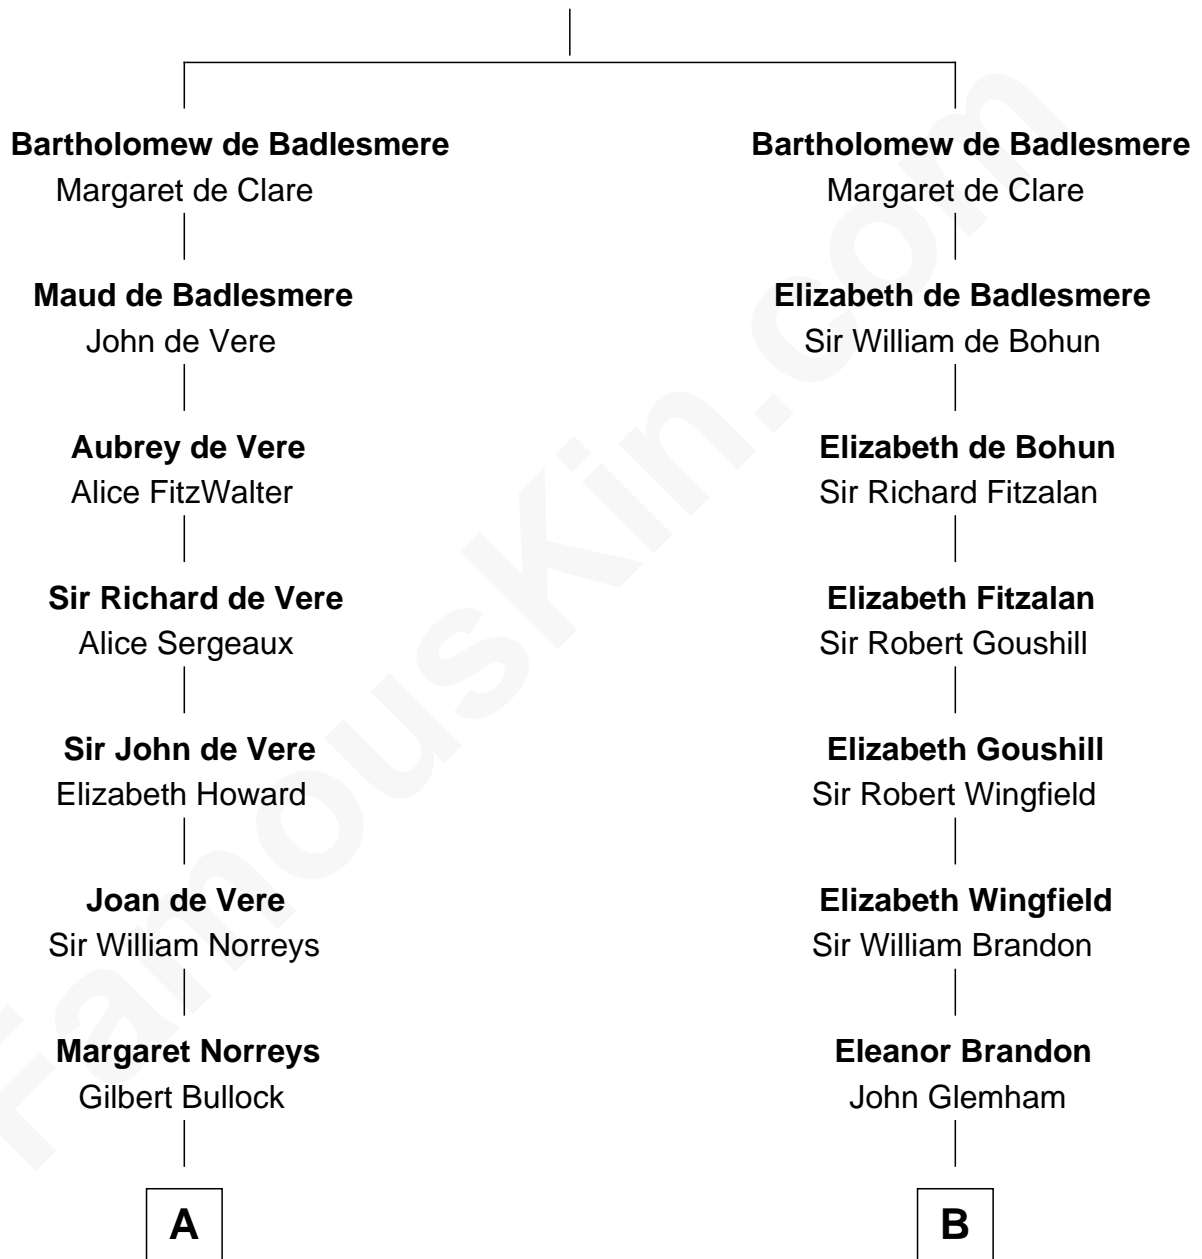 Bartholomew de Badlesmere
Margaret de Clare
Maud de Badlesmere
John de Vere
Aubrey de Vere
Alice FitzWalter
Sir Richard de Vere
Alice Sergeaux
Sir John de Vere
Elizabeth Howard
Joan de Vere
Sir William Norreys
Margaret Norreys
Gilbert Bullock
A
Bartholomew de Badlesmere
Margaret de Clare
Elizabeth de Badlesmere
Sir William de Bohun
Elizabeth de Bohun
Sir Richard Fitzalan
Elizabeth Fitzalan
Sir Robert Goushill
Elizabeth Goushill
Sir Robert Wingfield
Elizabeth Wingfield
Sir William Brandon
Eleanor Brandon
John Glemham
B
FamousKin.com